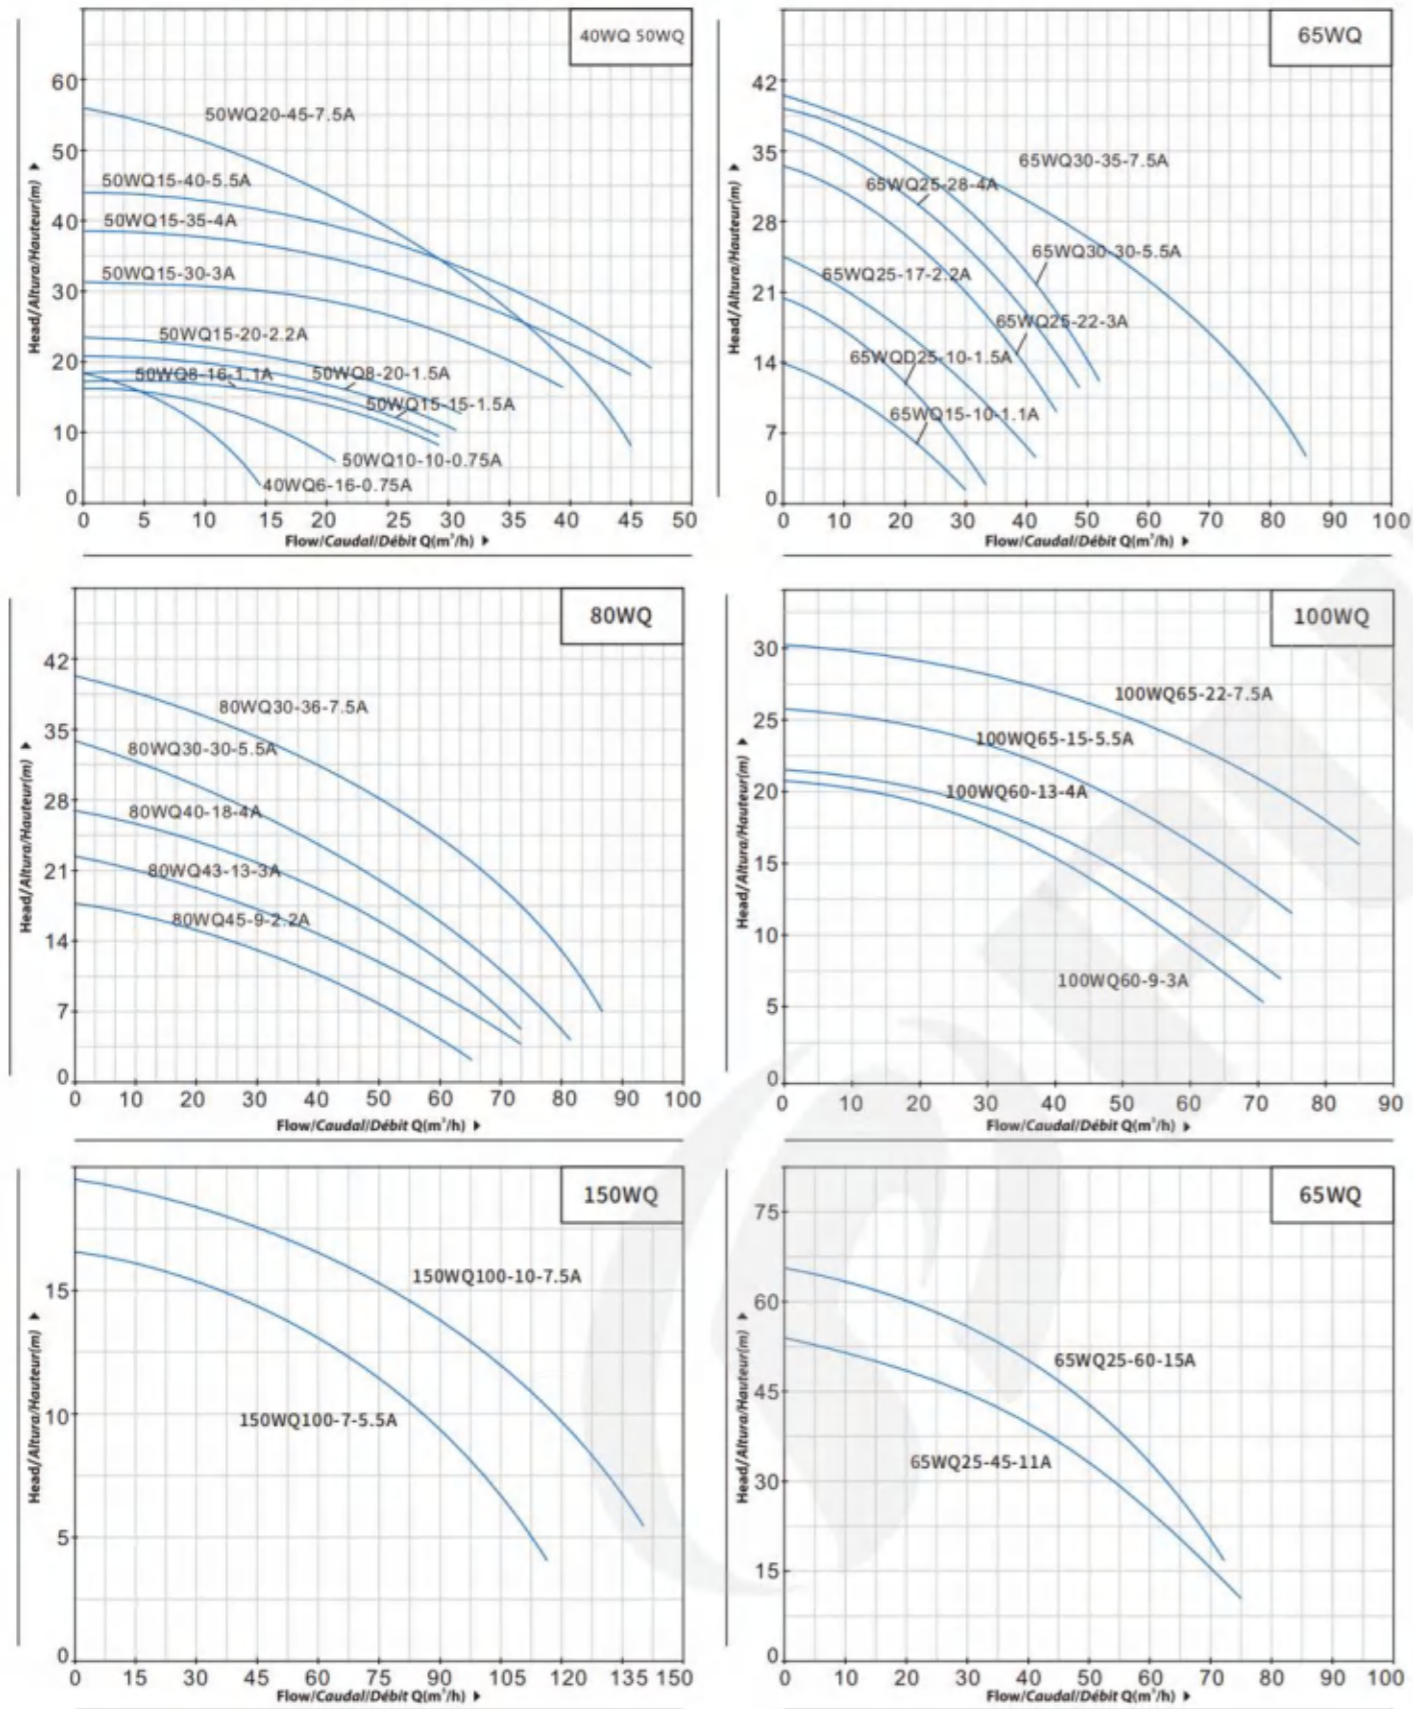 40WQ 50WQ
60
50WQ20-45-7.5A
50
50WQ15-40-5.5A
50WQ15-35-4A
40
50WQ15-30-3A
30
50WQ15-20-2.2A
20
50WQ8-16-1.1A
50WQ8-20-1.5A
50WQ15-15-1.5A
10
50WQ10-10-0.75A
40WQ6-16-0.75A
0
0 5 10 15 20 25 30 35 40 45 50
Head/Altura/Hauteur(m)
Flow/Caudal/Débit Q(m³/h)
65WQ
42
35
65WQ30-35-7.5A
65WQ25-28-4A
28
65WQ30-30-5.5A
65WQ25-17-2.2A
21
65WQ25-22-3A
65WQD25-10-1.5A
14
65WQ15-10-1.1A
7
0
0 10 20 30 40 50 60 70 80 90 100
Head/Altura/Hauteur(m)
Flow/Caudal/Débit Q(m³/h)
80WQ
42
80WQ30-36-7.5A
35
80WQ30-30-5.5A
28
80WQ40-18-4A
21
80WQ43-13-3A
80WQ45-9-2.2A
14
7
0
0 10 20 30 40 50 60 70 80 90 100
Head/Altura/Hauteur(m)
Flow/Caudal/Débit Q(m³/h)
100WQ
30
100WQ65-22-7.5A
25
100WQ65-15-5.5A
20
100WQ60-13-4A
15
10
100WQ60-9-3A
5
0
0 10 20 30 40 50 60 70 80 90
Head/Altura/Hauteur(m)
Flow/Caudal/Débit Q(m³/h)
150WQ
15
150WQ100-10-7.5A
10
150WQ100-7-5.5A
5
0
0 15 30 45 60 75 90 105 120 135 150
Head/Altura/Hauteur(m)
Flow/Caudal/Débit Q(m³/h)
65WQ
75
60
65WQ25-60-15A
45
65WQ25-45-11A
30
15
0
0 10 20 30 40 50 60 70 80 90 100
Head/Altura/Hauteur(m)
Flow/Caudal/Débit Q(m³/h)